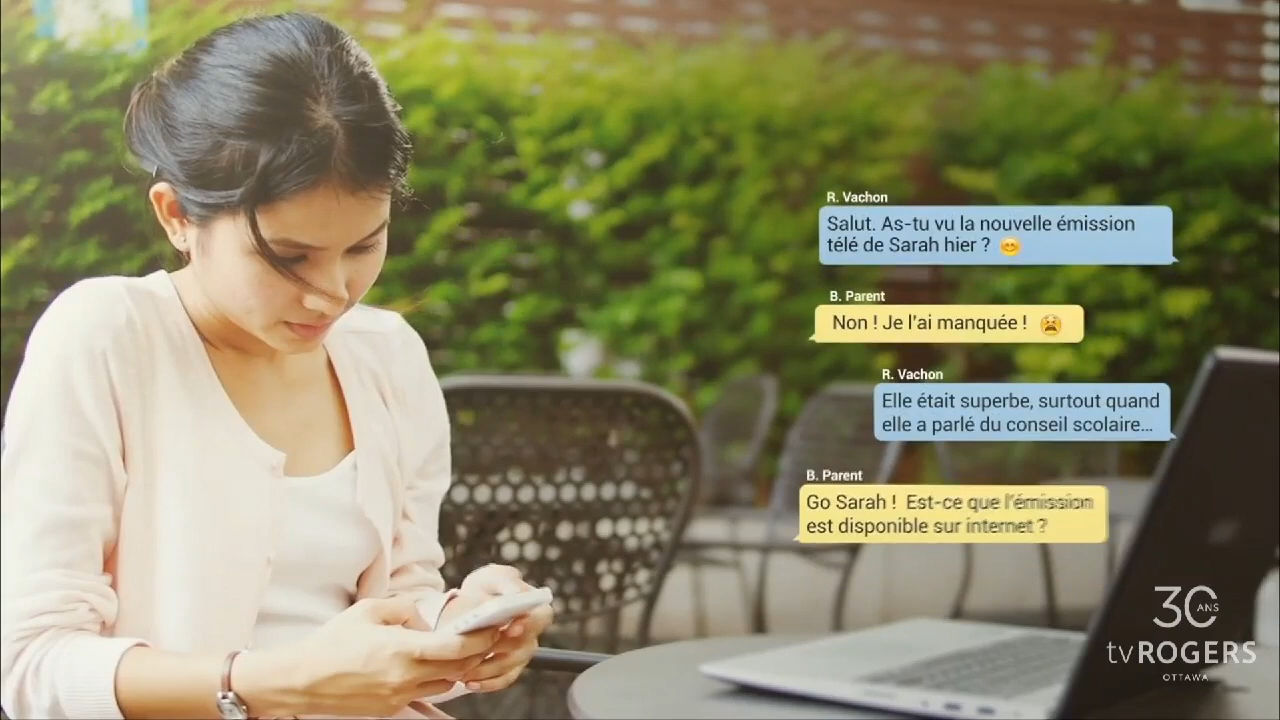 R. Vachon
Salut. As-tu vu la nouvelle émission
télé de Sarah hier ? 😊
B. Parent
Non ! Je l'ai manquée ! 😫
R. Vachon
Elle était superbe, surtout quand
elle a parlé du conseil scolaire...
B. Parent
Go Sarah ! Est-ce que l'émission
est disponible sur internet ?
30 ANS
tvROGERS
OTTAWA